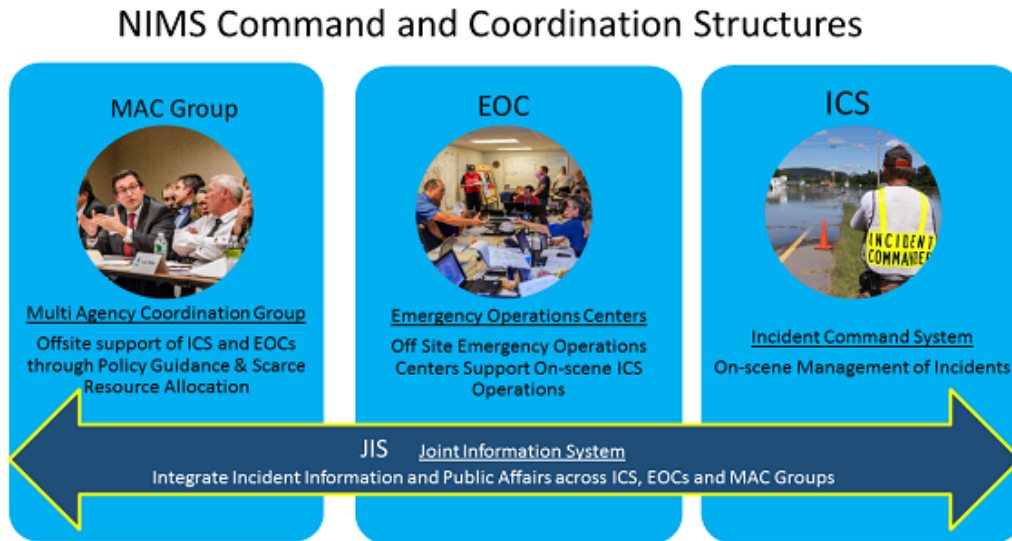 NIMS Command and Coordination Structures
MAC Group
Multi Agency Coordination Group
Offsite support of ICS and EOCs
through Policy Guidance & Scarce
Resource Allocation
EOC
Emergency Operations Centers
Off Site Emergency Operations
Centers Support On-scene ICS
Operations
ICS
INCIDENT
COMMANDER
Incident Command System
On-scene Management of Incidents
JIS Joint Information System
Integrate Incident Information and Public Affairs across ICS, EOCs and MAC Groups